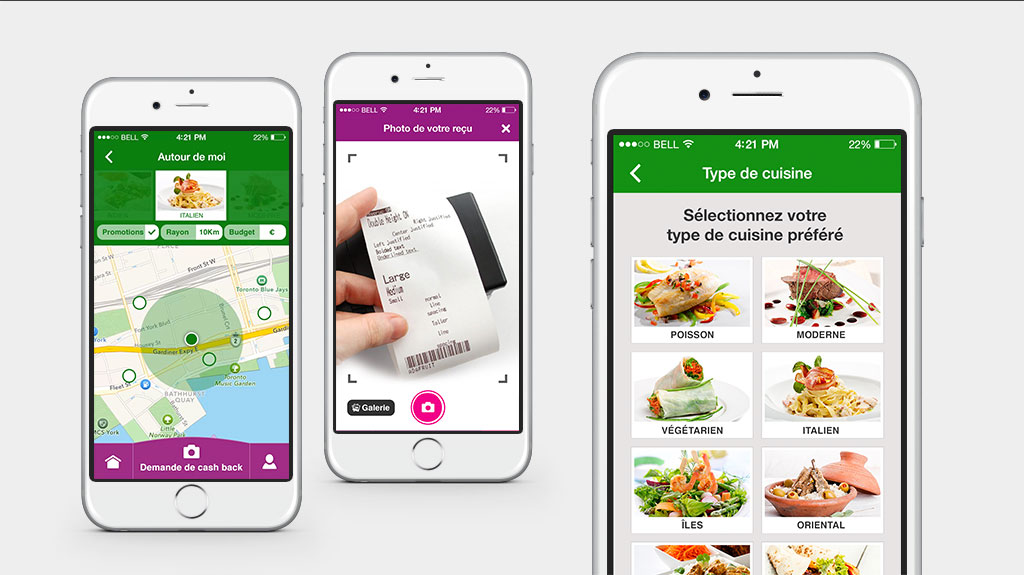 BELL 4:21 PM 22%
Autour de moi
ITALIEN
Promotions Rayon 10Km Budget €
Front St W
Toronto Blue Jays
Fort York Blvd
Gardiner Expy E
2
Fleet St
Toronto
Music Garden
BATHURST
QUAY
Little
Norway Park
Demande de cash back
BELL 4:21 PM 22%
Photo de votre reçu
Double Height ON
Right Justified
Center Justified
Left Justified
Bolded text
Underlined text
Large
Medium
Small
normal
line
spacing
Taller
Line
spacing
Galerie
BELL 4:21 PM 22%
Type de cuisine
Sélectionnez votre
type de cuisine préféré
POISSON MODERNE
VÉGÉTARIEN ITALIEN
ÎLES ORIENTAL